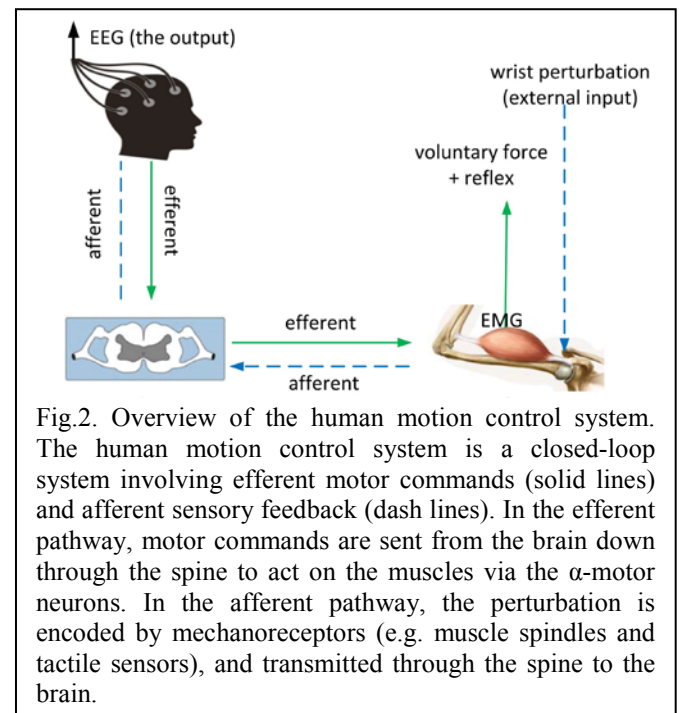 EEG (the output)
wrist perturbation
(external input)
voluntary force
+ reflex
afferent
efferent
efferent
EMG
afferent
Fig.2. Overview of the human motion control system.
The human motion control system is a closed-loop
system involving efferent motor commands (solid lines)
and afferent sensory feedback (dash lines). In the efferent
pathway, motor commands are sent from the brain down
through the spine to act on the muscles via the α-motor
neurons. In the afferent pathway, the perturbation is
encoded by mechanoreceptors (e.g. muscle spindles and
tactile sensors), and transmitted through the spine to the
brain.